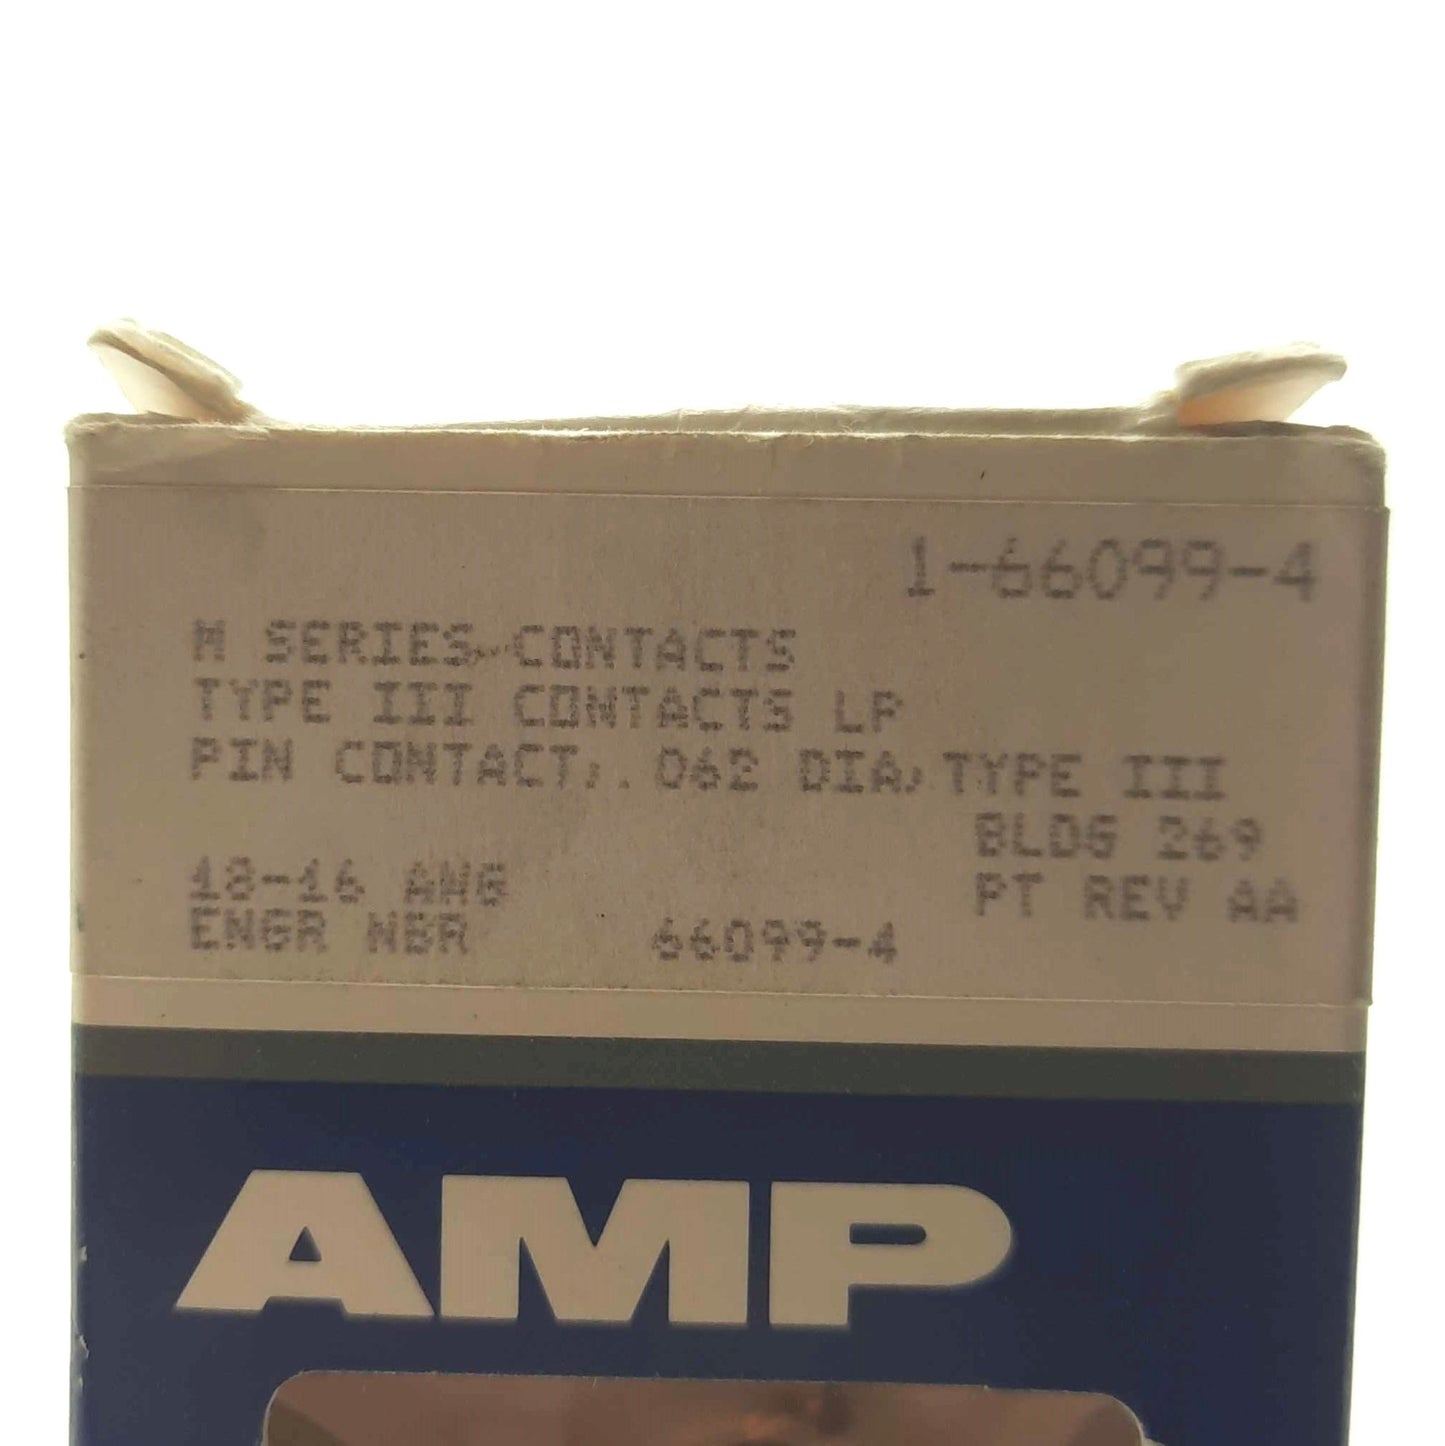 1-66099-4
M SERIES CONTACTS
TYPE III CONTACTS LP
PIN CONTACT, .062 DIA, TYPE III
BLDG 269
18-16 AWG
PT REV AA
ENGR NBR 66099-4
AMP